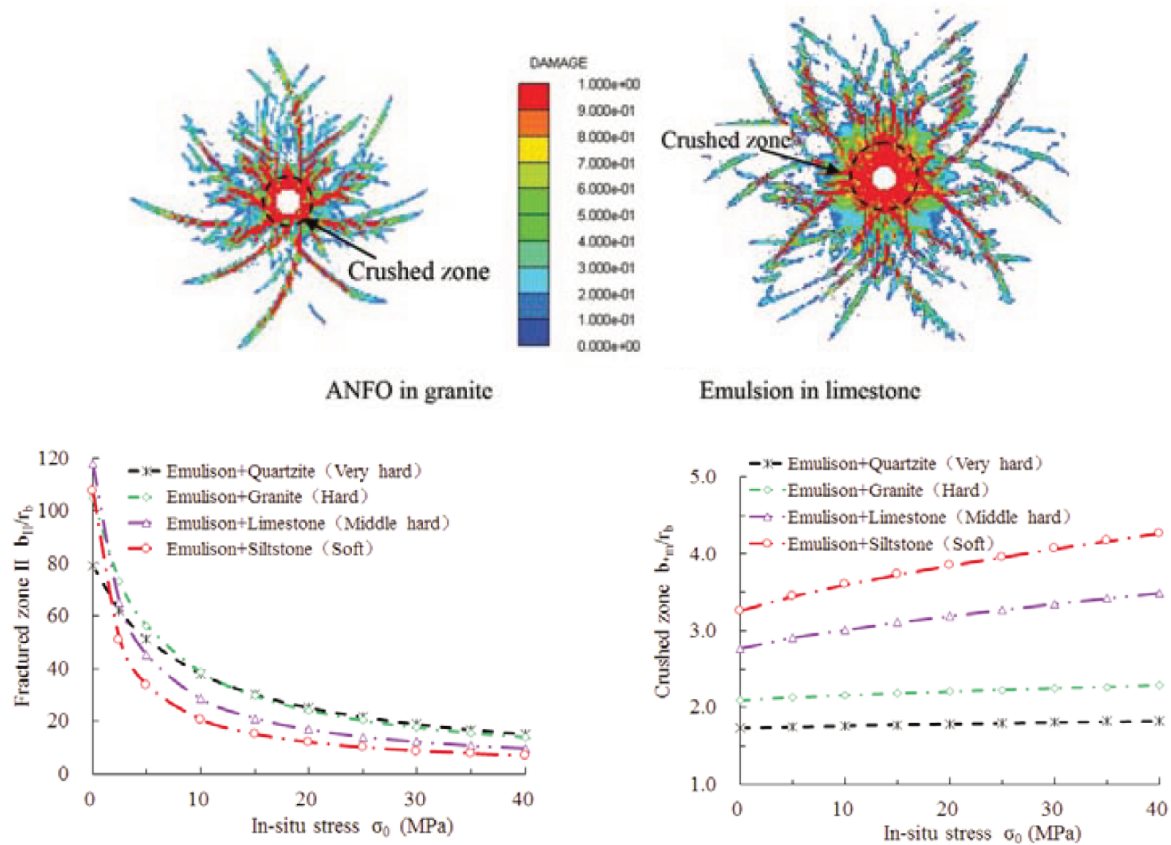 DAMAGE
1.000e+00
9.000e-01
8.000e-01
7.000e-01
6.000e-01
5.000e-01
4.000e-01
3.000e-01
2.000e-01
1.000e-01
0.000e+00
Crushed zone
Crushed zone
ANFO in granite
Emulsion in limestone
120
100
80
60
40
20
0
Fractured zone II b||/rb
Emulison+Quartzite (Very hard)
Emulison+Granite (Hard)
Emulison+Limestone (Middle hard)
Emulison+Siltstone (Soft)
0 10 20 30 40
In-situ stress σ0 (MPa)
5.0
4.0
3.0
2.0
1.0
Crushed zone b*m/rb
Emulison+Quartzite (Very hard)
Emulison+Granite (Hard)
Emulison+Limestone (Middle hard)
Emulison+Siltstone (Soft)
0 10 20 30 40
In-situ stress σ0 (MPa)